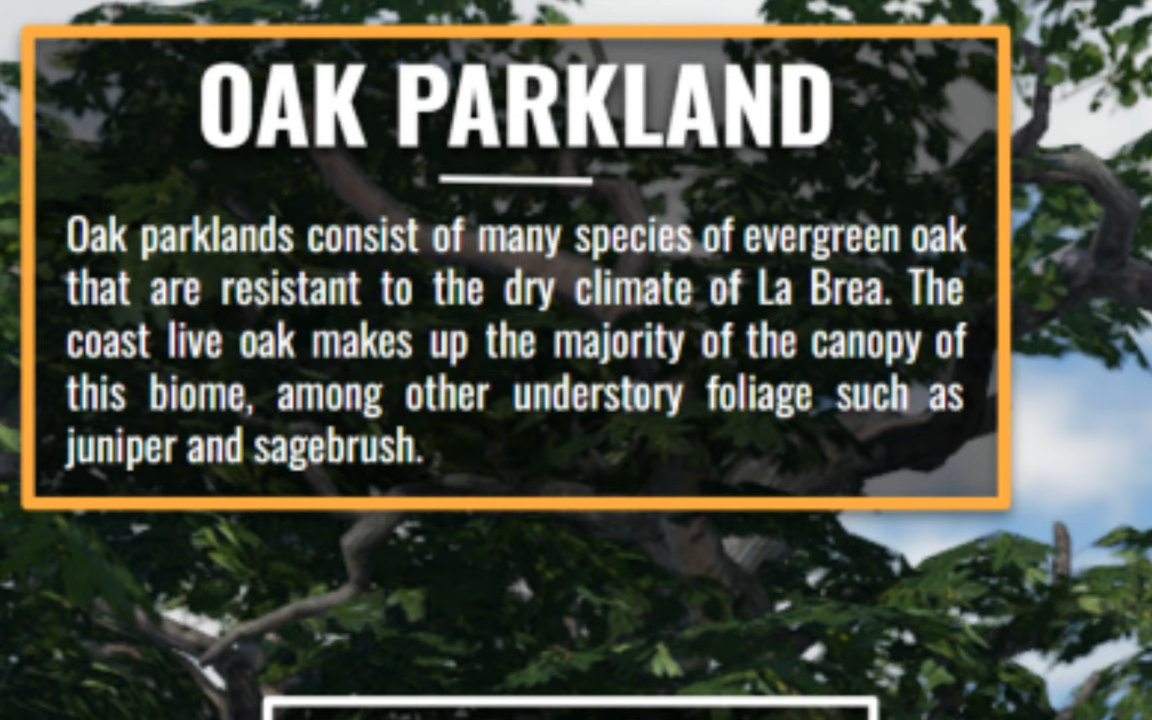 OAK PARKLAND
Oak parklands consist of many species of evergreen oak
that are resistant to the dry climate of La Brea. The
coast live oak makes up the majority of the canopy of
this biome, among other understory foliage such as
juniper and sagebrush.